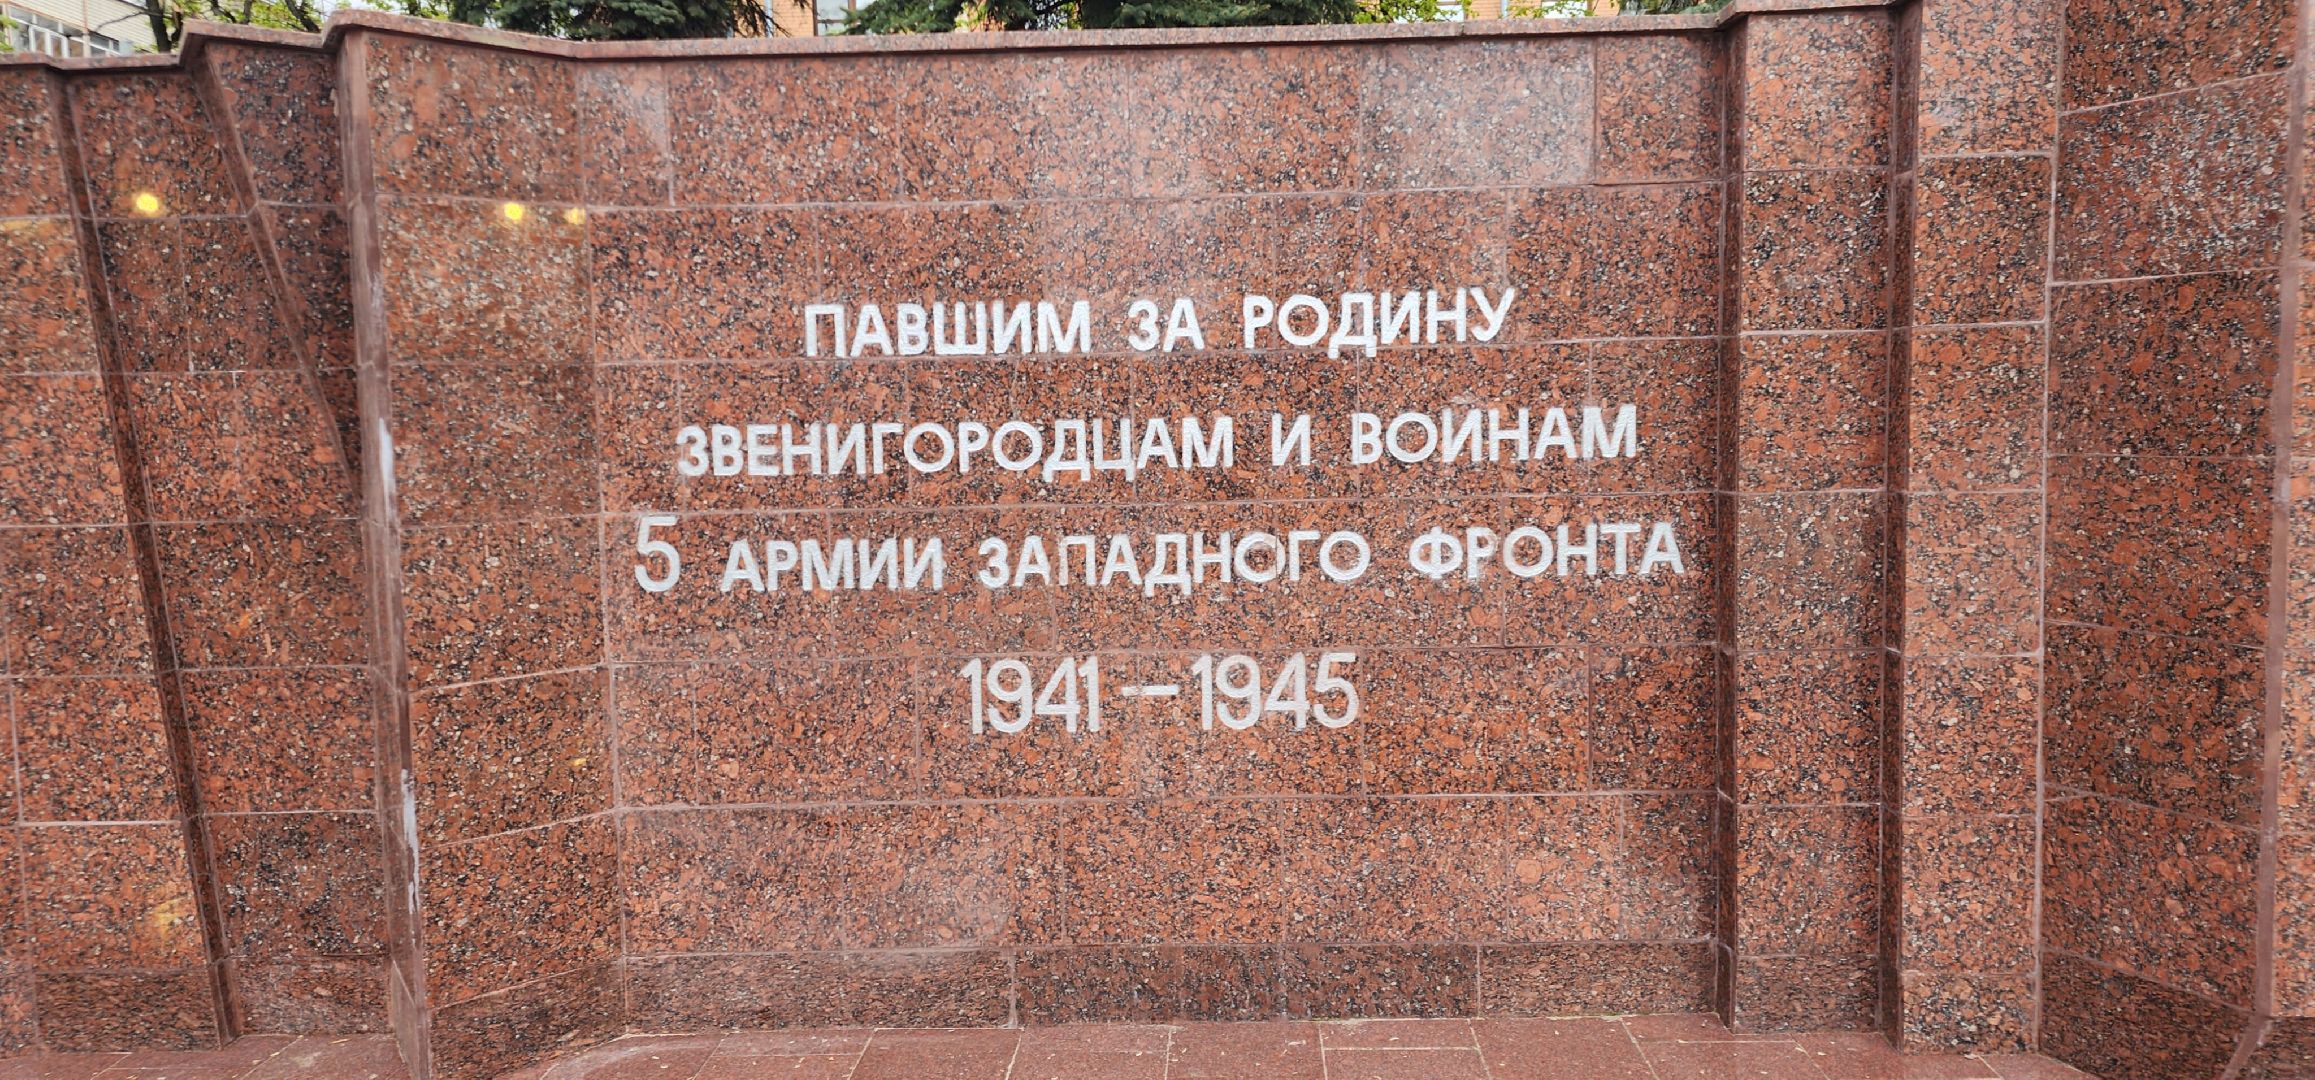 ПАВШИМ ЗА РОДИНУ
ЗВЕНИГОРОДЦАМ И ВОИНАМ
5 АРМИИ ЗАПАДНОГО ФРОНТА
1941 — 1945